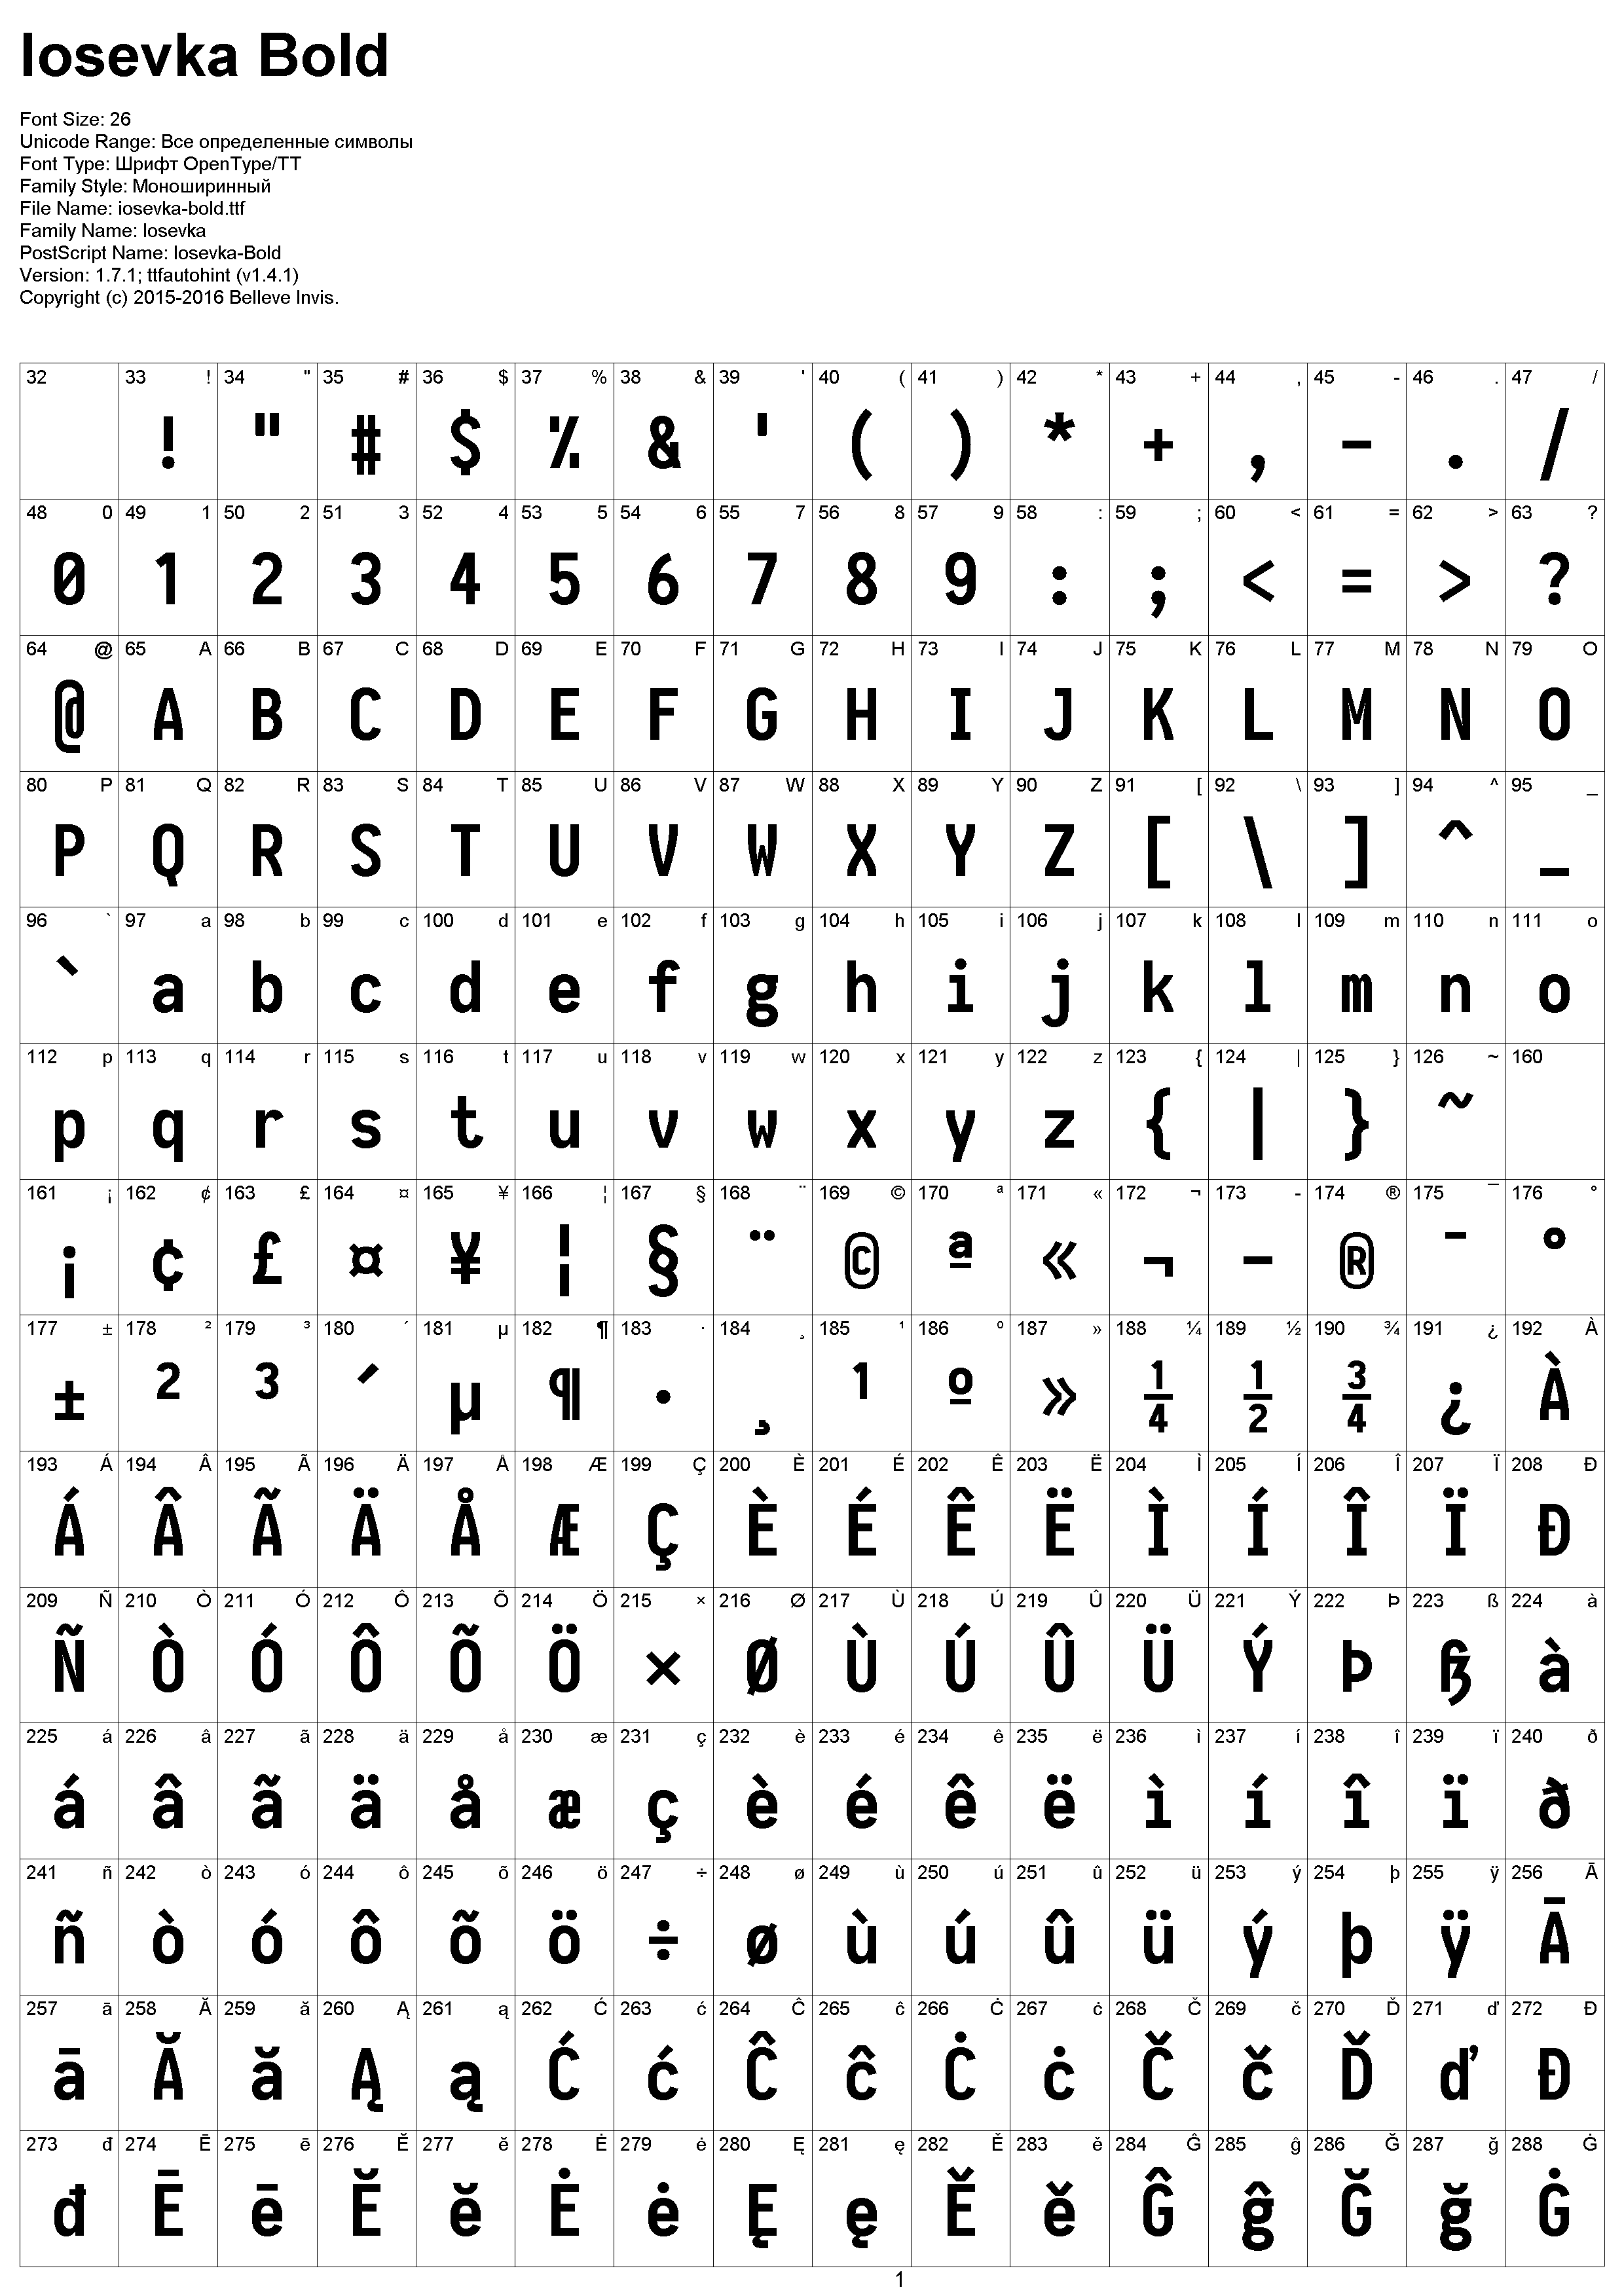 Iosevka Bold
Font Size: 26
Unicode Range: Все определенные символы
Font Type: Шрифт OpenType/TT
Family Style: Моноширинный
File Name: iosevka-bold.ttf
Family Name: Iosevka
PostScript Name: Iosevka-Bold
Version: 1.7.1; ttfautohint (v1.4.1)
Copyright (c) 2015-2016 Belleve Invis.
32 33 ! 34 " 35 # 36 $ 37 % 38 & 39 ' 40 ( 41 ) 42 * 43 + 44 , 45 - 46 . 47 /
! " # $ % & ' ( ) * + , - . /
48 0 49 1 50 2 51 3 52 4 53 5 54 6 55 7 56 8 57 9 58 : 59 ; 60 < 61 = 62 > 63 ?
0 1 2 3 4 5 6 7 8 9 : ; < = > ?
64 @ 65 A 66 B 67 C 68 D 69 E 70 F 71 G 72 H 73 I 74 J 75 K 76 L 77 M 78 N 79 O
@ A B C D E F G H I J K L M N O
80 P 81 Q 82 R 83 S 84 T 85 U 86 V 87 W 88 X 89 Y 90 Z 91 [ 92 \ 93 ] 94 ^ 95 _
P Q R S T U V W X Y Z [ \ ] ^ _
96 ` 97 a 98 b 99 c 100 d 101 e 102 f 103 g 104 h 105 i 106 j 107 k 108 l 109 m 110 n 111 o
` a b c d e f g h i j k l m n o
112 p 113 q 114 r 115 s 116 t 117 u 118 v 119 w 120 x 121 y 122 z 123 { 124 | 125 } 126 ~ 160
p q r s t u v w x y z { | } ~
161 ¡ 162 ¢ 163 £ 164 ¤ 165 ¥ 166 ¦ 167 § 168 ¨ 169 © 170 ª 171 « 172 ¬ 173 - 174 ® 175 ¯ 176 °
¡ ¢ £ ¤ ¥ ¦ § ¨ © ª « ¬ - ® ¯ °
177 ± 178 ² 179 ³ 180 ´ 181 µ 182 ¶ 183 · 184 ¸ 185 ¹ 186 º 187 » 188 ¼ 189 ½ 190 ¾ 191 ¿ 192 À
± ² ³ ´ µ ¶ · ¸ ¹ º » ¼ ½ ¾ ¿ À
193 Á 194 Â 195 Ã 196 Ä 197 Å 198 Æ 199 Ç 200 È 201 É 202 Ê 203 Ë 204 Ì 205 Í 206 Î 207 Ï 208 Ð
Á Â Ã Ä Å Æ Ç È É Ê Ë Ì Í Î Ï Ð
209 Ñ 210 Ò 211 Ó 212 Ô 213 Õ 214 Ö 215 × 216 Ø 217 Ù 218 Ú 219 Û 220 Ü 221 Ý 222 Þ 223 ß 224 à
Ñ Ò Ó Ô Õ Ö × Ø Ù Ú Û Ü Ý Þ ß à
225 á 226 â 227 ã 228 ä 229 å 230 æ 231 ç 232 è 233 é 234 ê 235 ë 236 ì 237 í 238 î 239 ï 240 ð
á â ã ä å æ ç è é ê ë ì í î ï ð
241 ñ 242 ò 243 ó 244 ô 245 õ 246 ö 247 ÷ 248 ø 249 ù 250 ú 251 û 252 ü 253 ý 254 þ 255 ÿ 256 Ā
ñ ò ó ô õ ö ÷ ø ù ú û ü ý þ ÿ Ā
257 ā 258 Ă 259 ă 260 Ą 261 ą 262 Ć 263 ć 264 Ĉ 265 ĉ 266 Ċ 267 ċ 268 Č 269 č 270 Ď 271 ď 272 Đ
ā Ă ă Ą ą Ć ć Ĉ ĉ Ċ ċ Č č Ď ď Đ
273 đ 274 Ē 275 ē 276 Ĕ 277 ĕ 278 Ė 279 ė 280 Ę 281 ę 282 Ě 283 ě 284 Ĝ 285 ĝ 286 Ğ 287 ğ 288 Ġ
đ Ē ē Ĕ ĕ Ė ė Ę ę Ě ě Ĝ ĝ Ğ ğ Ġ
1